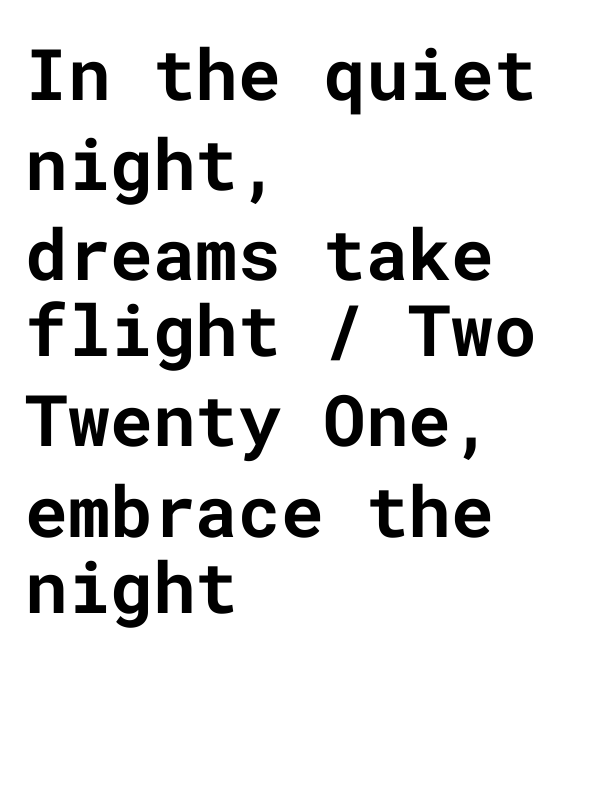 In the quiet
night,
dreams take
flight / Two
Twenty One,
embrace the
night